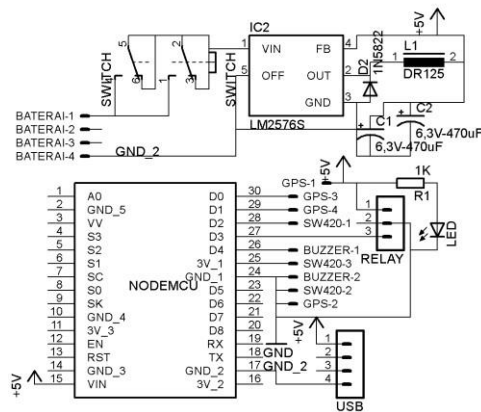 IC2
+5V
5
2
6
3
1
SWITCH
SWITCH
1 VIN FB 4
5 OFF OUT 2
GND 3
LM2576S
D2
1N5822
L1
1 2
DR125
BATERAI-1
BATERAI-2
BATERAI-3
BATERAI-4
GND_2
C1
6,3V-470uF
C2
6,3V-470uF
+5V
1K
R1
LED
1
2
3
RELAY
NODEMCU
1 A0 D0 30 GPS-3
2 GND_5 D1 29 GPS-4
3 VV D2 28 SW420-1
4 S3 D3 27
5 S2 D4 26 BUZZER-1
6 S1 3V_1 25 SW420-3
7 SC GND_1 24 BUZZER-2
8 S0 D5 23 SW420-2
9 SK D6 22 GPS-2
10 GND_4 D7 21
11 3V_3 D8 20
12 EN RX 19
13 RST TX 18
14 GND_3 GND_2 17
15 VIN 3V_2 16
GPS-1
+5V
GND
GND_2
+5V
1
2
3
4
USB